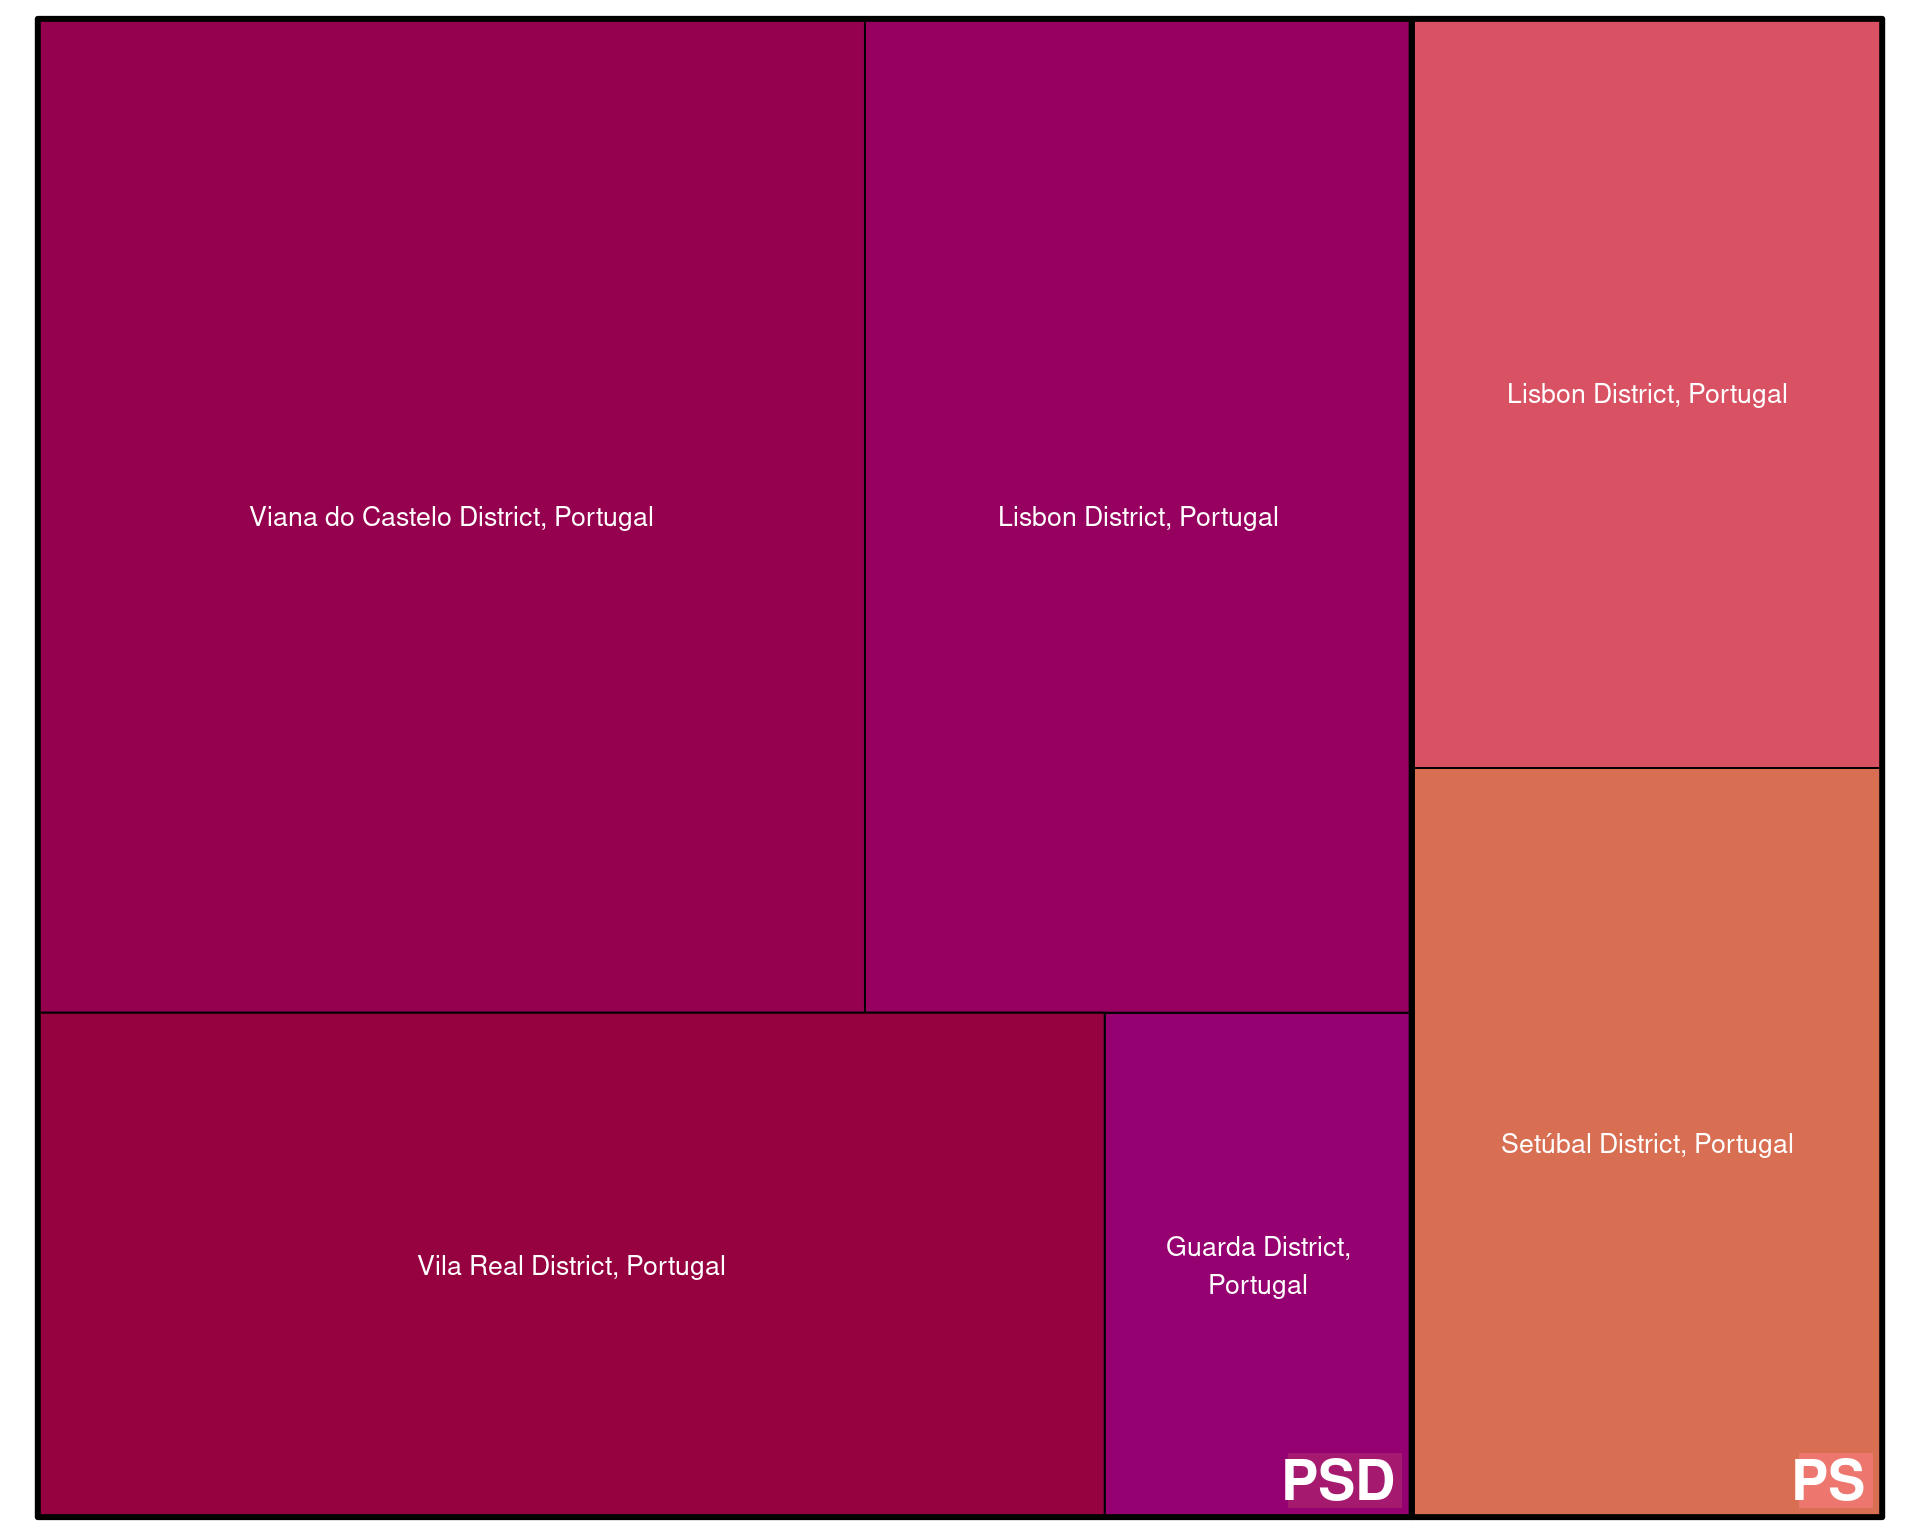 Viana do Castelo District, Portugal
Lisbon District, Portugal
Lisbon District, Portugal
Setúbal District, Portugal
Vila Real District, Portugal
Guarda District,
Portugal
PSD
PS